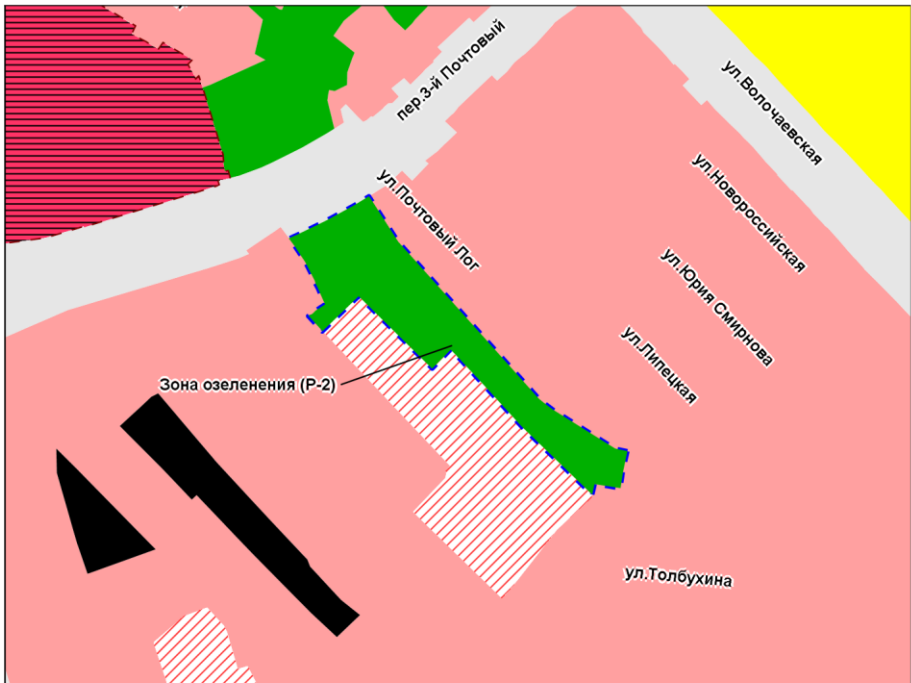 пер.3-й Почтовый
ул.Волочаевская
ул.Почтовый Лог
ул.Новороссийская
ул.Юрия Смирнова
ул.Липецкая
Зона озеленения (Р-2)
ул.Толбухина